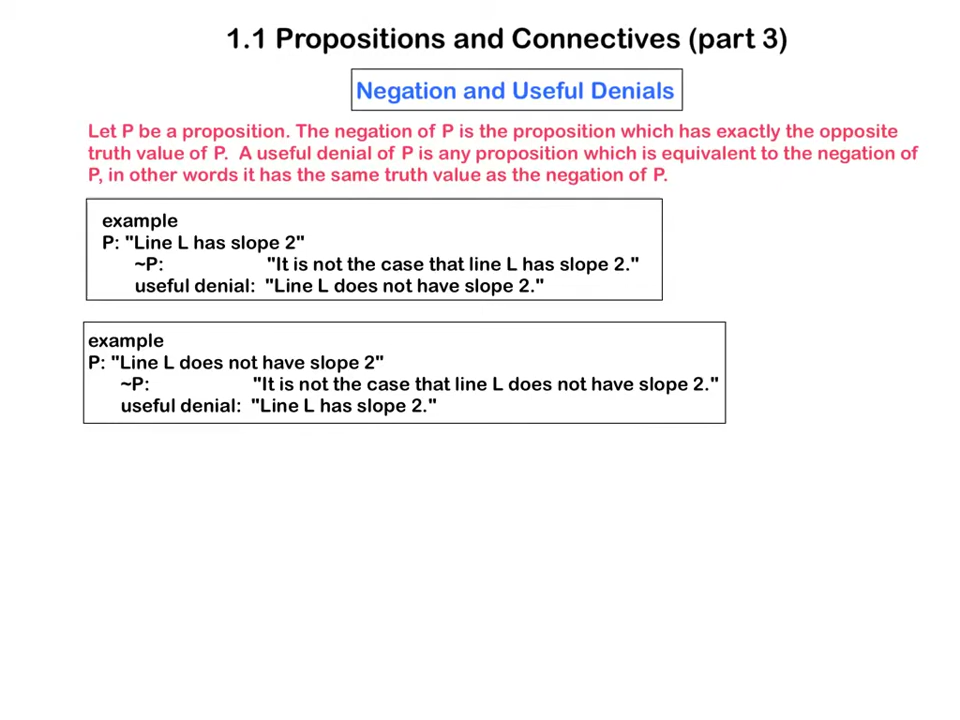 1.1 Propositions and Connectives (part 3)
Negation and Useful Denials
Let P be a proposition. The negation of P is the proposition which has exactly the opposite
truth value of P.  A useful denial of P is any proposition which is equivalent to the negation of
P, in other words it has the same truth value as the negation of P.
example
P: "Line L has slope 2"
~P: "It is not the case that line L has slope 2."
useful denial: "Line L does not have slope 2."
example
P: "Line L does not have slope 2"
~P: "It is not the case that line L does not have slope 2."
useful denial: "Line L has slope 2."